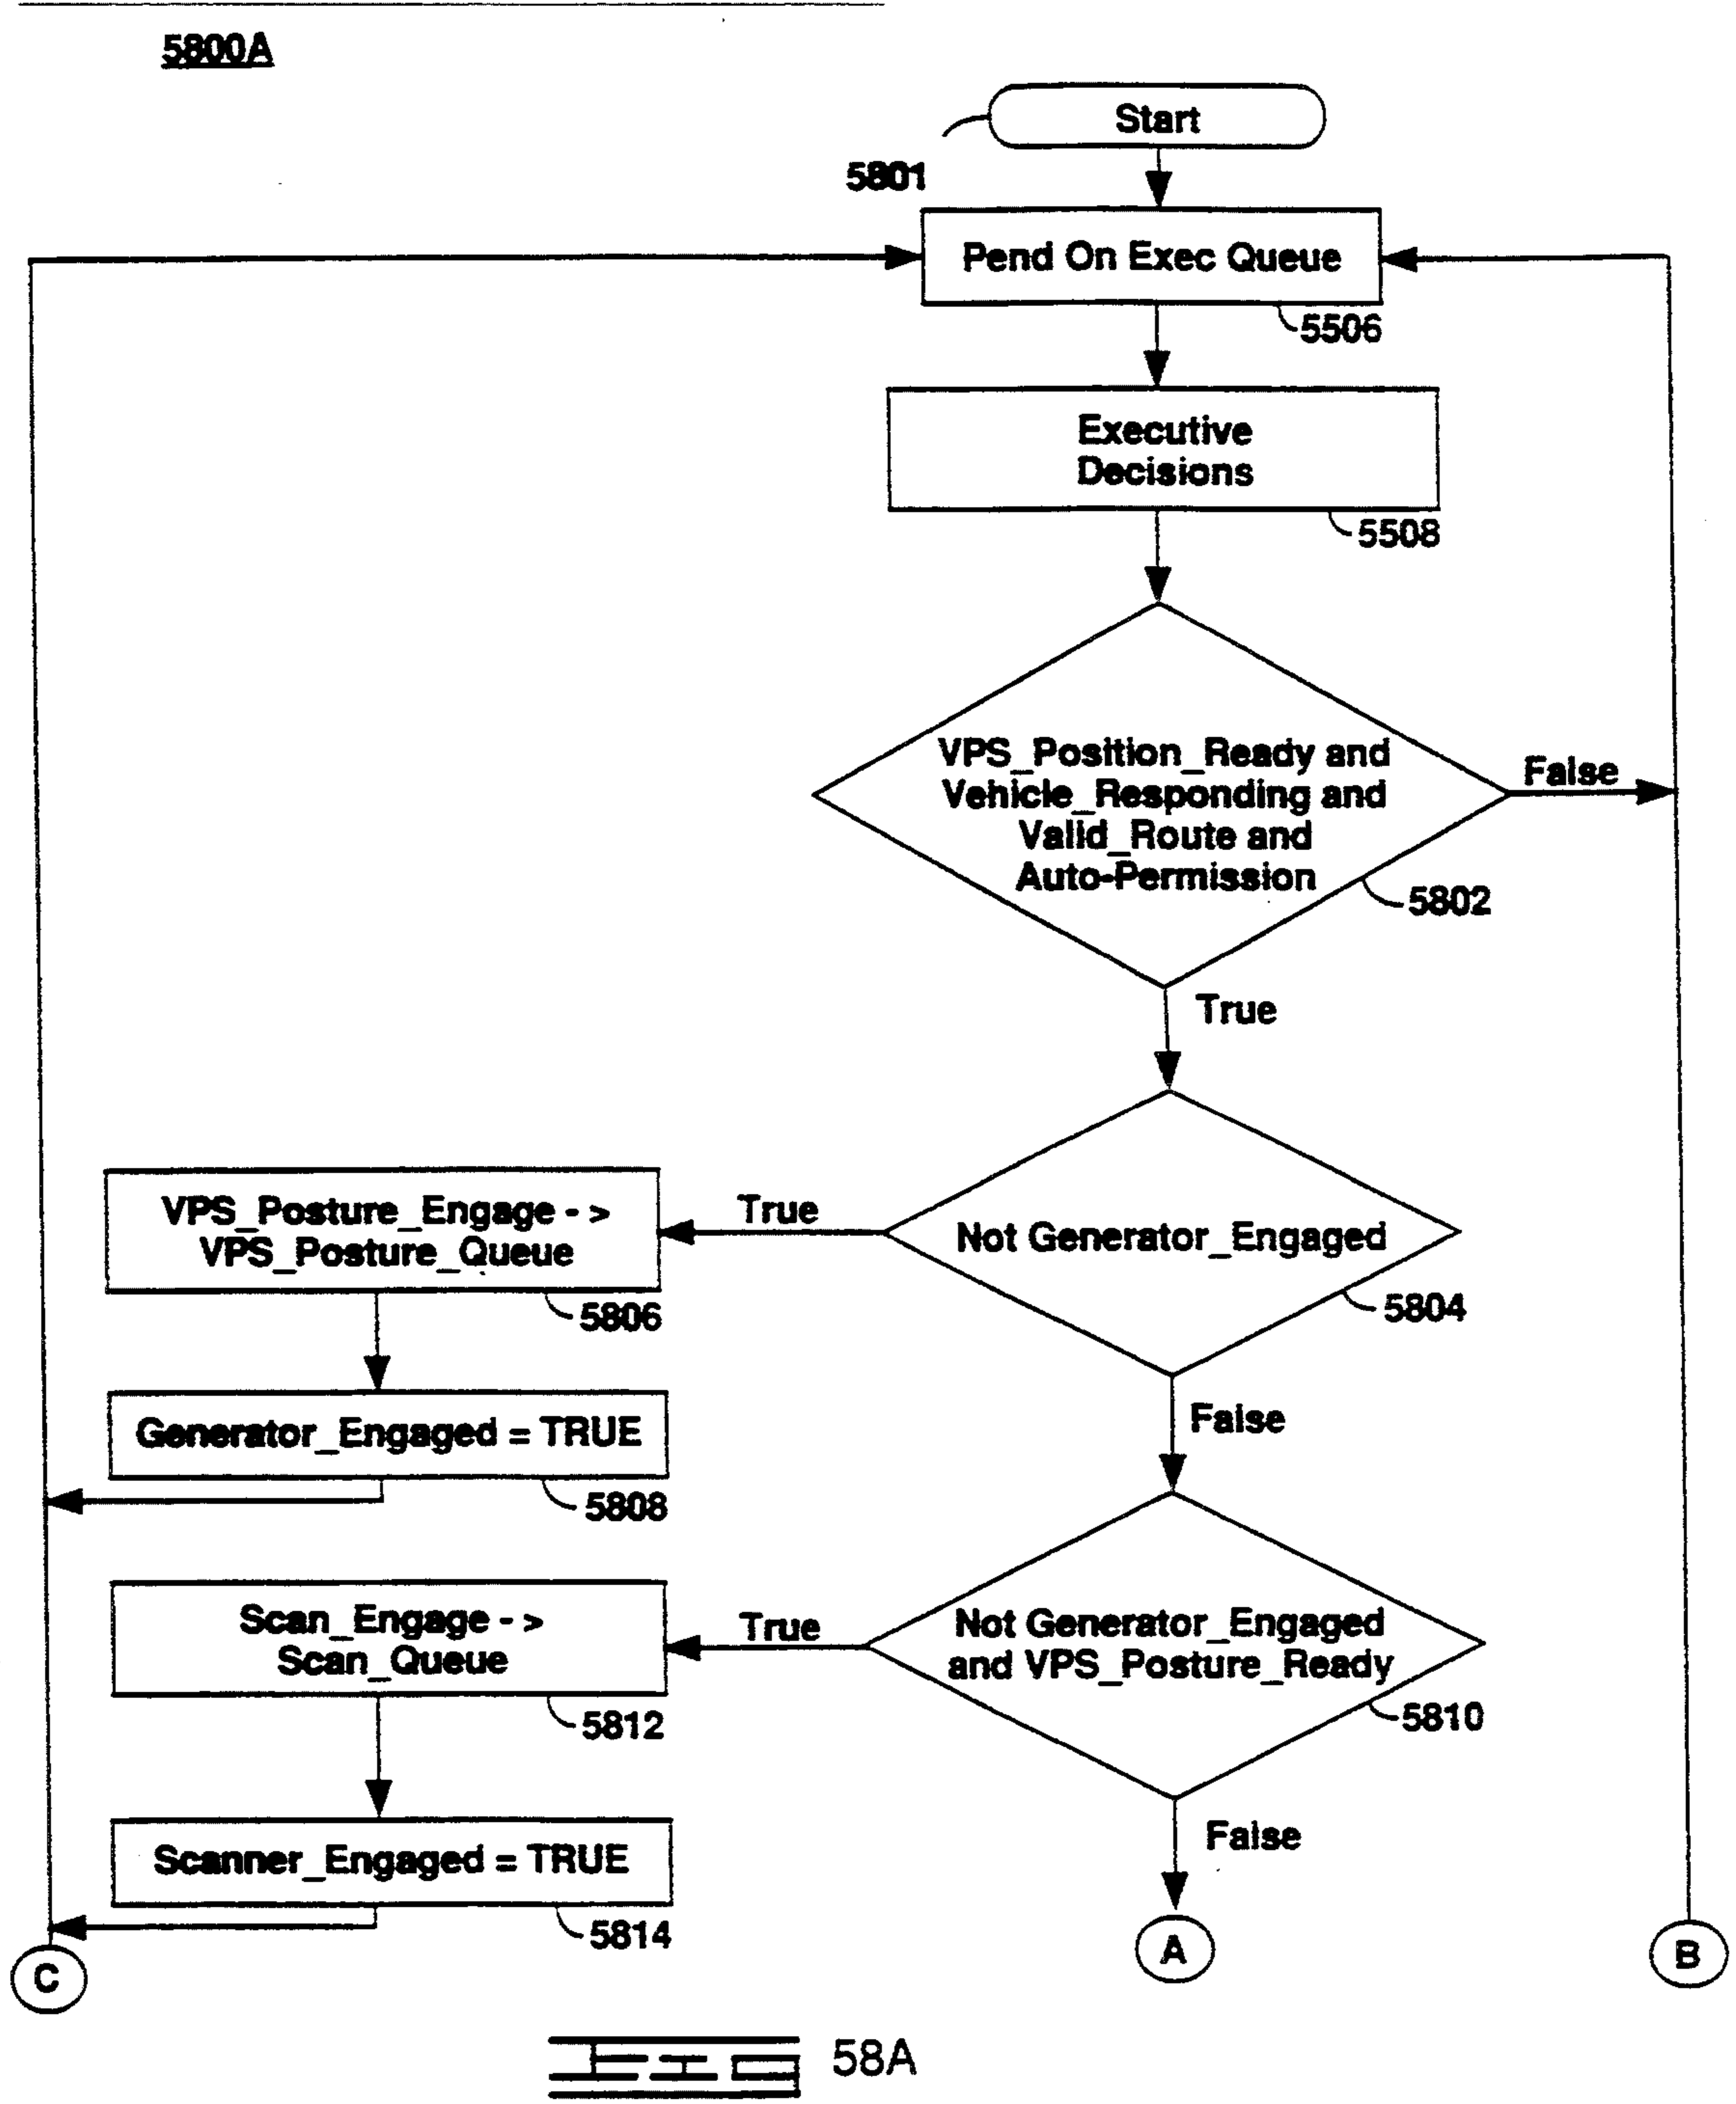 5800A
Start
5801
Pend On Exec Queue
5506
Executive
Decisions
5508
VPS_Position_Ready and
Vehicle_Responding and
Valid_Route and
Auto-Permission
False
5802
True
Not Generator_Engaged
5804
True
VPS_Posture_Engage - >
VPS_Posture_Queue
5806
Generator_Engaged = TRUE
5808
False
Not Generator_Engaged
and VPS_Posture_Ready
5810
True
Scan_Engage - >
Scan_Queue
5812
Scanner_Engaged = TRUE
5814
False
A
B
C
FIG 58A